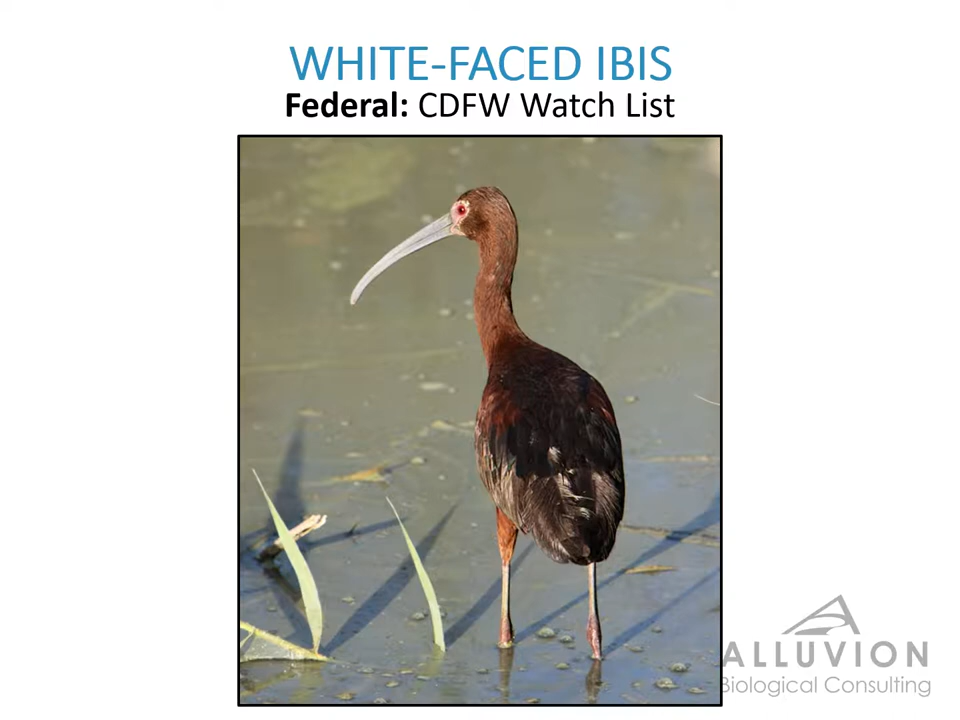 WHITE-FACED IBIS
Federal: CDFW Watch List
ALLUVION
Biological Consulting